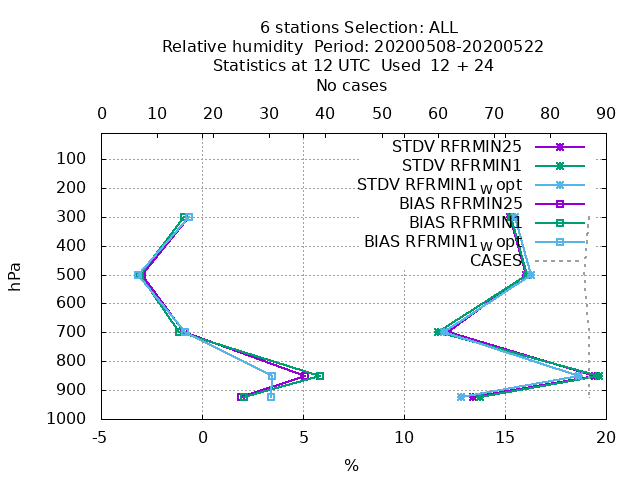 6 stations Selection: ALL
Relative humidity  Period: 20200508-20200522
Statistics at 12 UTC  Used  12 + 24
No cases
0 10 20 30 40 50 60 70 80 90
STDV RFRMIN25
STDV RFRMIN1
STDV RFRMIN1w opt
BIAS RFRMIN25
BIAS RFRMIN1
BIAS RFRMIN1w opt
CASES
100
200
300
400
500
600
700
800
900
1000
hPa
-5 0 5 10 15 20
%